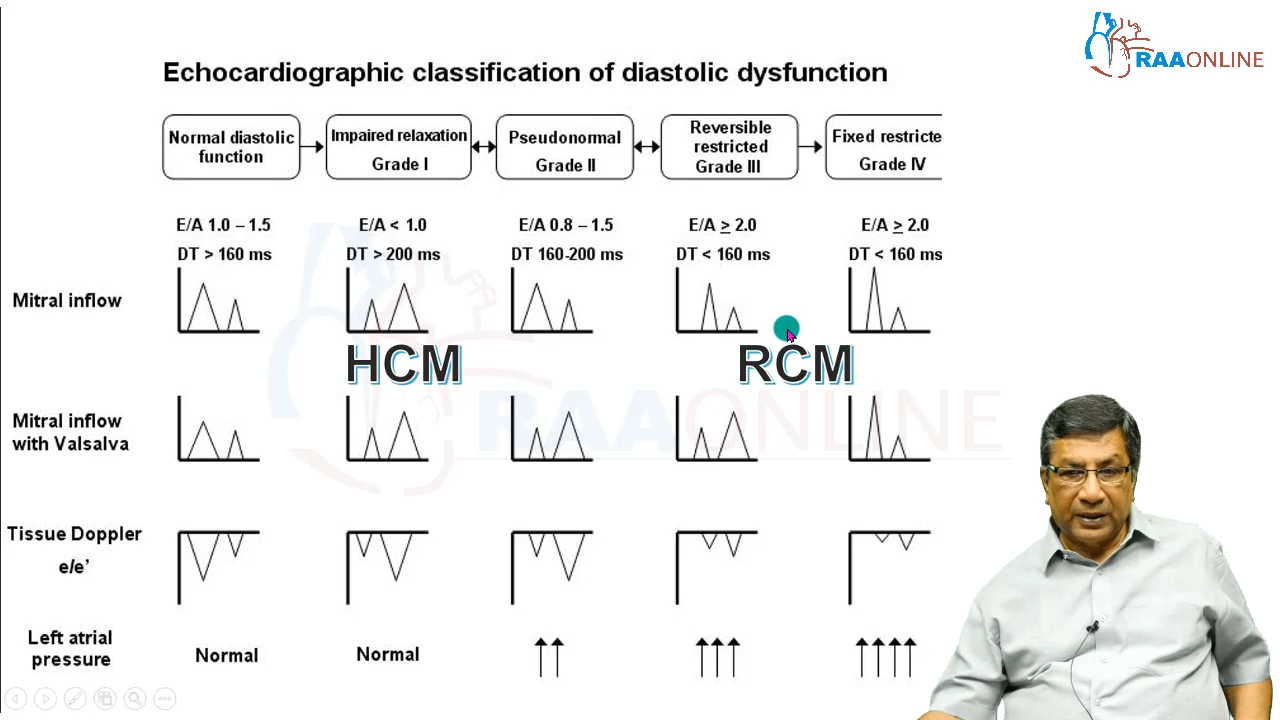 RAAONLINE
Echocardiographic classification of diastolic dysfunction
Normal diastolic
function
Impaired relaxation
Grade I
Pseudonormal
Grade II
Reversible
restricted
Grade III
Fixed restricte
Grade IV
E/A 1.0 – 1.5
DT > 160 ms
E/A < 1.0
DT > 200 ms
E/A 0.8 – 1.5
DT 160-200 ms
E/A ≥ 2.0
DT < 160 ms
E/A ≥ 2.0
DT < 160 ms
Mitral inflow
HCM
RCM
Mitral inflow
with Valsalva
RAAONLINE
Tissue Doppler
e/e’
Left atrial
pressure
Normal
Normal